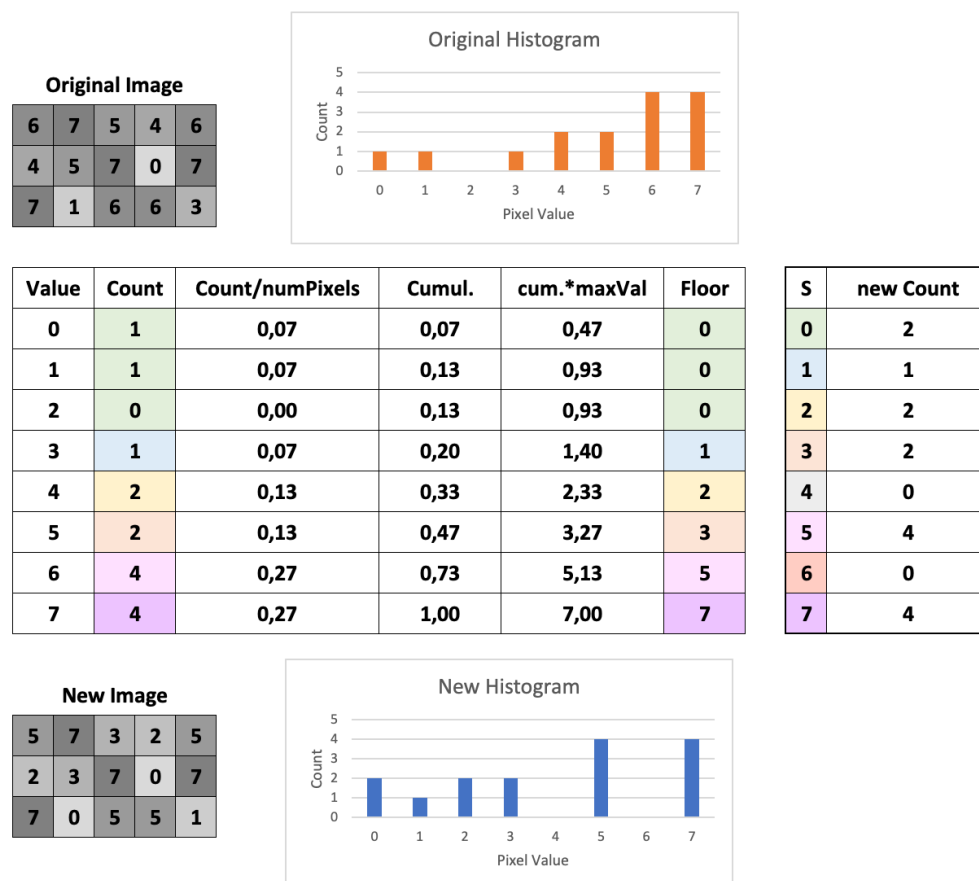 Original Image
6 7 5 4 6
4 5 7 0 7
7 1 6 6 3
Original Histogram
Count
5
4
3
2
1
0
0 1 2 3 4 5 6 7
Pixel Value
Value Count Count/numPixels Cumul. cum.*maxVal Floor
0 1 0,07 0,07 0,47 0
1 1 0,07 0,13 0,93 0
2 0 0,00 0,13 0,93 0
3 1 0,07 0,20 1,40 1
4 2 0,13 0,33 2,33 2
5 2 0,13 0,47 3,27 3
6 4 0,27 0,73 5,13 5
7 4 0,27 1,00 7,00 7
S new Count
0 2
1 1
2 2
3 2
4 0
5 4
6 0
7 4
New Image
5 7 3 2 5
2 3 7 0 7
7 0 5 5 1
New Histogram
Count
5
4
3
2
1
0
0 1 2 3 4 5 6 7
Pixel Value